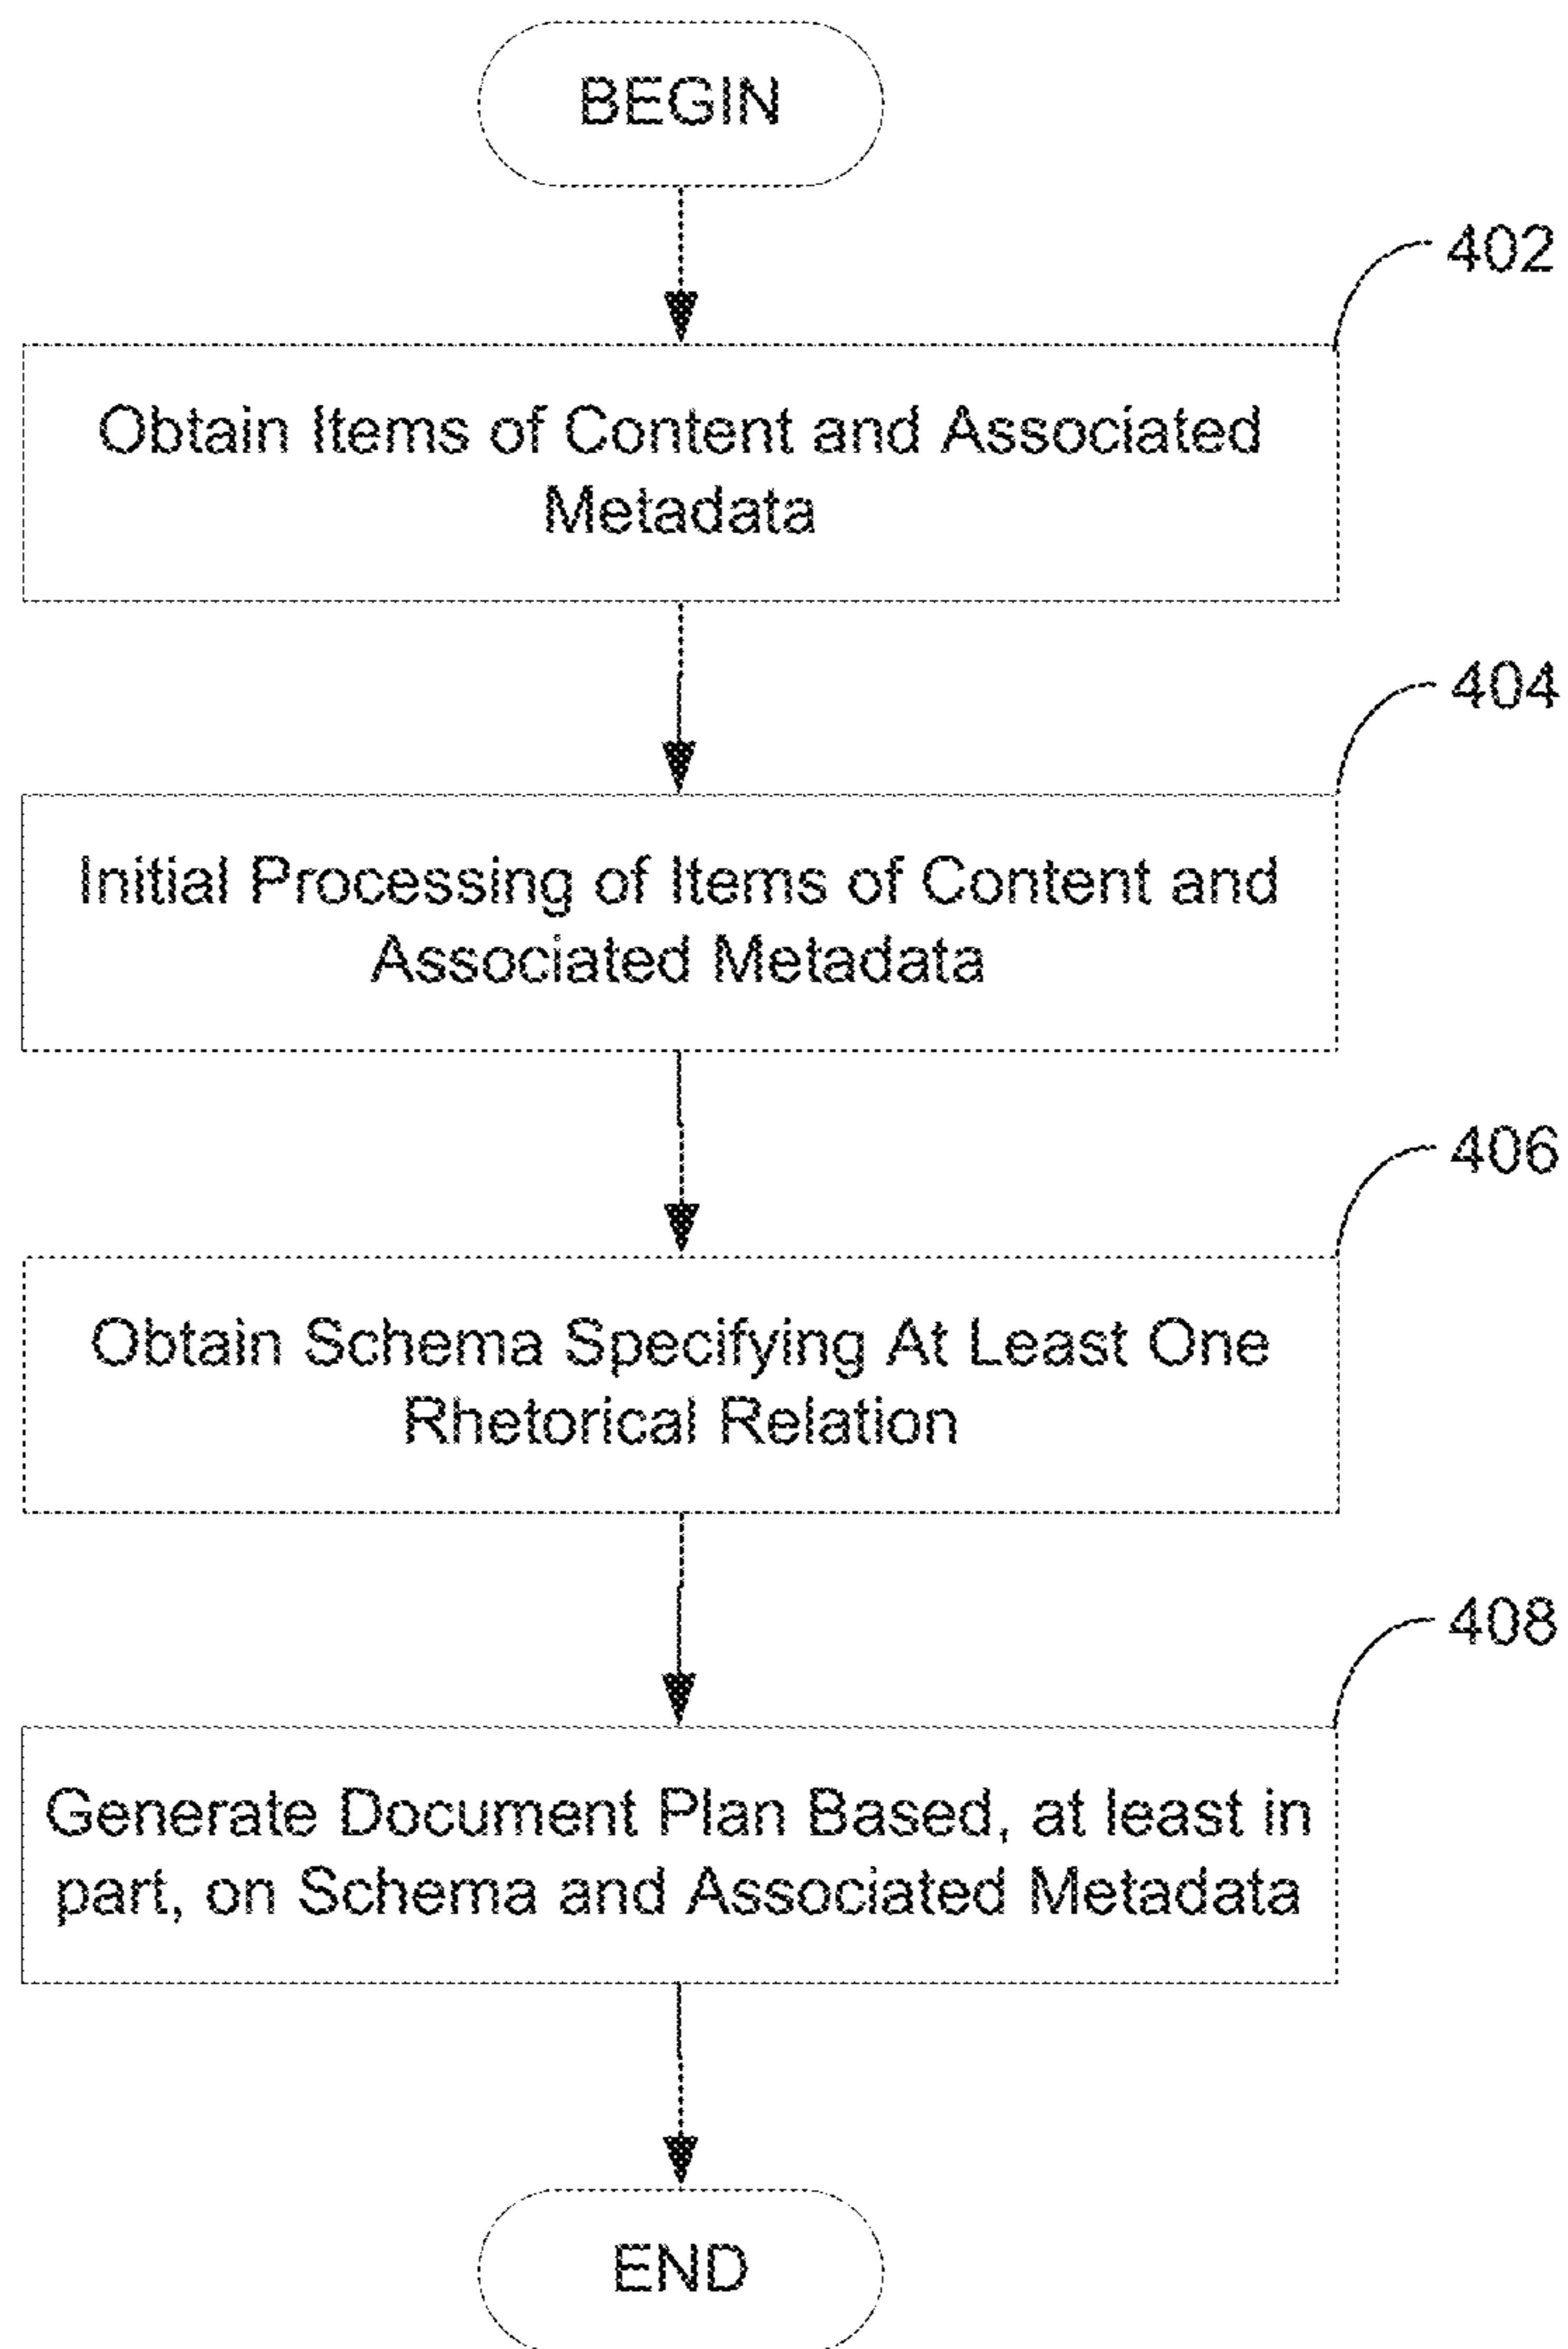 BEGIN
402
Obtain Items of Content and Associated
Metadata
404
Initial Processing of Items of Content and
Associated Metadata
406
Obtain Schema Specifying At Least One
Rhetorical Relation
408
Generate Document Plan Based, at least in
part, on Schema and Associated Metadata
END